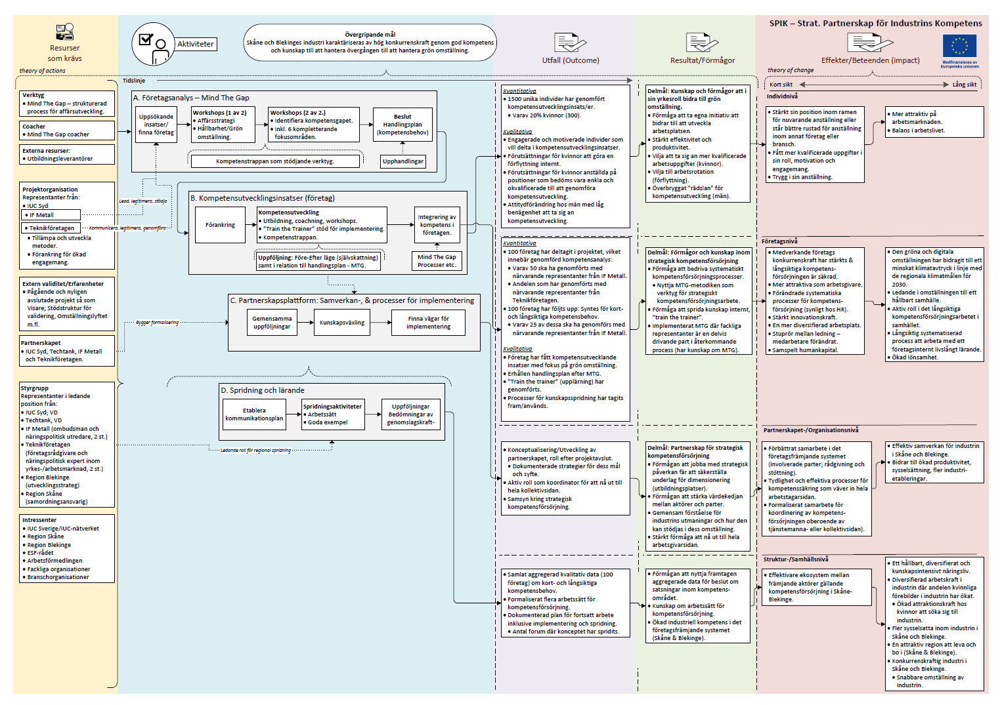 SPIK – Strat. Partnerskap för Industrins Kompetens
Resurser
som krävs
Aktiviteter
Övergripande mål
Skåne och Blekinges industri karaktäriseras av hög konkurrenskraft genom god kompetens
och kunskap till att hantera övergången till att hantera grön omställning.
Utfall (Outcome)
Resultat/Förmågor
Effekter/Beteenden (impact)
Medfinansieras av
Europeiska unionen
theory of actions
theory of change
Tidslinje
Kort sikt
Lång sikt
Verktyg
• Mind The Gap – strukturerad
process för affärsutveckling.
Coacher
• Mind The Gap coacher
Externa resurser:
• Utbildningsleverantörer
Projektorganisation
Representanter från:
• IUC Syd
• IF Metall
• Teknikföretagen
• Tillämpa och utveckla
metoder.
• Förankring för ökad
engagemang.
Extern validitet/Erfarenheter
• Pågående och nyligen
avslutade projekt så som
Visare, Stödstruktur för
validering, Omställningslyftet
m.fl.
Partnerskapet
• IUC Syd, Techtank, IF Metall
och Teknikföretagen.
Styrgrupp
Representanter i ledande
position från:
• IUC Syd; VD
• Techtank, VD
• IF Metall (ombudsman och
näringspolitisk utredare, 2 st.)
• Teknikföretagen
(företagsrådgivare och
näringspolitisk expert inom
yrkes-/arbetsmarknad, 2 st.)
• Region Blekinge
(utvecklingsstrateg)
• Region Skåne
(samordningsansvarig)
Intressenter
• IUC Sverige/IUC-nätverket
• Region Skåne
• Region Blekinge
• ESF-rådet
• Arbetsförmedlingen
• Fackliga organisationer
• Branschorganisationer
A. Företagsanalys – Mind The Gap
Uppsökande
insatser/
finna företag
Workshops (1 av 2)
• Affärsstrategi
• Hållbarhet/Grön
omställning.
Workshops (2 av 2.)
• Identifiera kompetensgapet.
• Inkl. 6 kompletterande
fokusområden.
Beslut
Handlingsplan
(kompetensbehov)
Kompetenstrappan som stödjande verktyg.
Upphandlingar
Lead, legitimera, stödja
Kommunicera, legitimera, genomföra
B. Kompetensutvecklingsinsatser (företag)
Förankring
Kompetensutveckling
• Utbildning, coachning, workshops.
• ”Train the Trainer” stöd för implementering.
• Kompetenstrappan.
Integrering av
kompetens i
företagen.
Uppföljning: Före-Efter läge (självskattning)
samt i relation till handlingsplan - MTG.
Mind The Gap
Processer etc.
C. Partnerskapsplattform: Samverkan-, & processer för implementering
Gemensamma
uppföljningar
Kunskapsväxling
Finna vägar för
implementering
Bygger formalisering
D. Spridning och lärande
Etablera
kommunikationsplan
Spridningsaktiviteter
• Arbetssätt
• Goda exempel
Uppföljningar
Bedömningar av
genomslagskraft-
Ledande roll för regional spridning
Kvantitativa
• 1500 unika individer har genomfört
kompetensutvecklingsinsats/er.
• Varav 20% kvinnor (300).
Kvalitativa
• Engagerade och motiverade individer som
vill delta i kompetensutvecklingsinsatser.
• Förutsättningar för kvinnor att göra en
förflyttning internt.
• Förutsättningar för kvinnor anställda på
positioner som bedöms vara enkla och
okvalificerade till att genomföra
kompetensutveckling.
• Attitydförändring hos män med låg
benägenhet att ta sig an
kompetensutveckling.
Kvantitativa
• 100 företag har deltagit i projektet, vilket
innebär genomförd kompetensanalys:
• Varav 50 ska ha genomförts med
närvarande representanter från IF Metall.
• Andelen som har genomförts med
närvarande representanter från
Teknikföretagen.
• 100 företag har följts upp: Syntes för kort-
och långsiktiga kompetensbehov.
• Varav 25 av dessa ska ha genomförs med
närvarande representanter från IF Metall.
Kvalitativa
• Företag har fått kompetensutvecklande
insatser med fokus på grön omställning.
• Erhållen handlingsplan efter MTG.
• ”Train the trainer” (upplärning) har
genomförts.
• Processer för kunskapsspridning har tagits
fram/används.
• Konceptualisering/Utveckling av
partnerskapet, roll efter projektavslut.
• Dokumenterade strategier för dess mål
och syfte.
• Aktiv roll som koordinator för att nå ut till
hela kollektivsidan.
• Samsyn kring strategisk
kompetensförsörjning.
• Samlat aggregerad kvalitativ data (100
företag) om kort- och långsiktiga
kompetensbehov.
• Formaliserat flera arbetssätt för
kompetensförsörjning.
• Dokumenterad plan för fortsatt arbete
inklusive implementering och spridning.
• Antal forum där konceptet har spridits.
Delmål: Kunskap och förmågor att i
sin yrkesroll bidra till grön
omställning.
• Förmåga att ta egna initiativ att
bidrar till att utveckla
arbetsplatsen.
• Stärkt effektivitet och
produktivitet.
• Vilja att ta sig an mer kvalificerade
arbetsuppgifter (kvinnor).
• Vilja till arbetsrotation
(förflyttning).
• Överbryggat ”rädslan” för
kompetensutveckling (män).
Delmål: Förmågor och kunskap inom
strategisk kompetensförsörjning
• Förmåga att bedriva systematiskt
kompetensförsörjningsprocesser.
• Nyttja MTG-metodiken som
verktyg för strategiskt
kompetensförsörjningsarbete.
• Förmåga att sprida kunskap internt,
”train the trainer”.
• Implementerat MTG där fackliga
representanter är en delvis
drivande part i återkommande
process (har kunskap om MTG).
Delmål: Partnerskap för strategisk
kompetensförsörjning
• Förmågan att jobba med strategisk
påverkan får att säkerställa
underlag för dimensionering
(utbildningsplatser).
• Förmågan att stärka värdekedjan
mellan aktörer och parter.
• Gemensam förståelse för
industrins utmaningar och hur den
kan stödjas i dess omställning.
• Stärkt förmåga att nå ut till hela
arbetsgivarsidan.
• Förmågan att nyttja framtagen
aggregerade data för beslut om
satsningar inom kompetens-
området.
• Kunskap om arbetssätt för
kompetensförsörjning.
• Ökad industriell kompetens i det
företagsfrämjande systemet
(Skåne & Blekinge).
Individnivå
• Stärkt sin position inom ramen
för nuvarande anställning eller
står bättre rustad för anställning
inom annat företag eller
bransch.
• Fått mer kvalificerade uppgifter i
sin roll, motivation och
engagemang.
• Trygg i sin anställning.
• Mer attraktiv på
arbetsmarknaden.
• Balans i arbetslivet.
Företagsnivå
• Medverkande företags
konkurrenskraft har stärkts &
långsiktiga kompetens-
försörjningen är säkrad.
• Mer attraktiva som arbetsgivare.
• Förändrade systematiska
processer för kompetens-
försörjning (synligt hos HR).
• Stärkt innovationskraft.
• En mer diversifierad arbetsplats.
• Stuprör mellan ledning –
medarbetare förändrat.
• Samspelt humankapital.
• Den gröna och digitala
omställningen har bidragit till ett
minskat klimatavtryck i linje med
de regionala klimatmålen för
2030.
• Ledande i omställningen till ett
hållbart samhälle.
• Aktiv roll i det långsiktiga
kompetensförsörjningsarbetet i
samhället.
• Långsiktig systematiserad
process att arbeta med ett
företagsinternt livslångt lärande.
• Ökad lönsamhet.
Partnerskapet-/Organisationsnivå
• Förbättrat samarbete i det
företagsfrämjande systemet
(involverade parter; rådgivning och
stöttning).
• Tydlighet och effektiva processer för
kompetenssäkring som väver in hela
arbetstagarsidan.
• Formaliserat samarbete för
koordinering av kompetens-
försörjningen oberoende av
tjänstemanna- eller kollektivsidan).
• Effektiv samverkan för industrin
i Skåne och Blekinge.
• Bidrar till ökad produktivitet,
sysselsättning, fler industri-
etableringar.
Struktur-/Samhällsnivå
• Effektivare ekosystem mellan
främjande aktörer gällande
kompetensförsörjning i Skåne-
Blekinge.
• Ett hållbart, diversifierat och
kunskapsintensivt näringsliv.
• Diversifierad arbetskraft i
industrin där andelen kvinnliga
förebilder i industrin har ökat.
• Ökad attraktionskraft hos
kvinnor att söka sig till
industrin.
• Fler sysselsatta inom industrin i
Skåne och Blekinge.
• En attraktiv region att leva och
bo i (Skåne & Blekinge).
• Konkurrenskraftig industri i
Skåne och Blekinge.
• Snabbare omställning av
industrin.